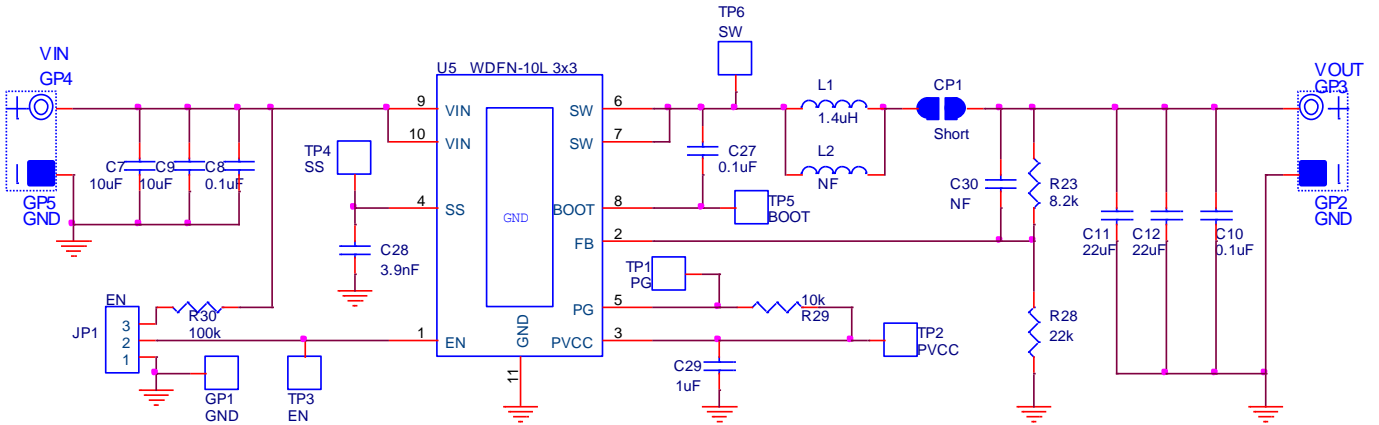 TP6
SW
VIN
GP4
U5 WDFN-10L 3x3
L1
CP1
VOUT
GP3
9
VIN
SW
6
1.4uH
Short
10
VIN
SW
7
TP4
SS
C7
C9
C8
10uF
10uF
0.1uF
C27
0.1uF
L2
NF
C30
NF
R23
8.2k
GP5
GND
4
SS
GND
BOOT
8
TP5
BOOT
GP2
GND
FB
2
C11
C12
C10
22uF
22uF
0.1uF
C28
3.9nF
TP1
PG
EN
R30
100k
JP1
3
2
1
PG
5
10k
R29
R28
22k
1
EN
GND
PVCC
3
TP2
PVCC
11
C29
1uF
GP1
GND
TP3
EN